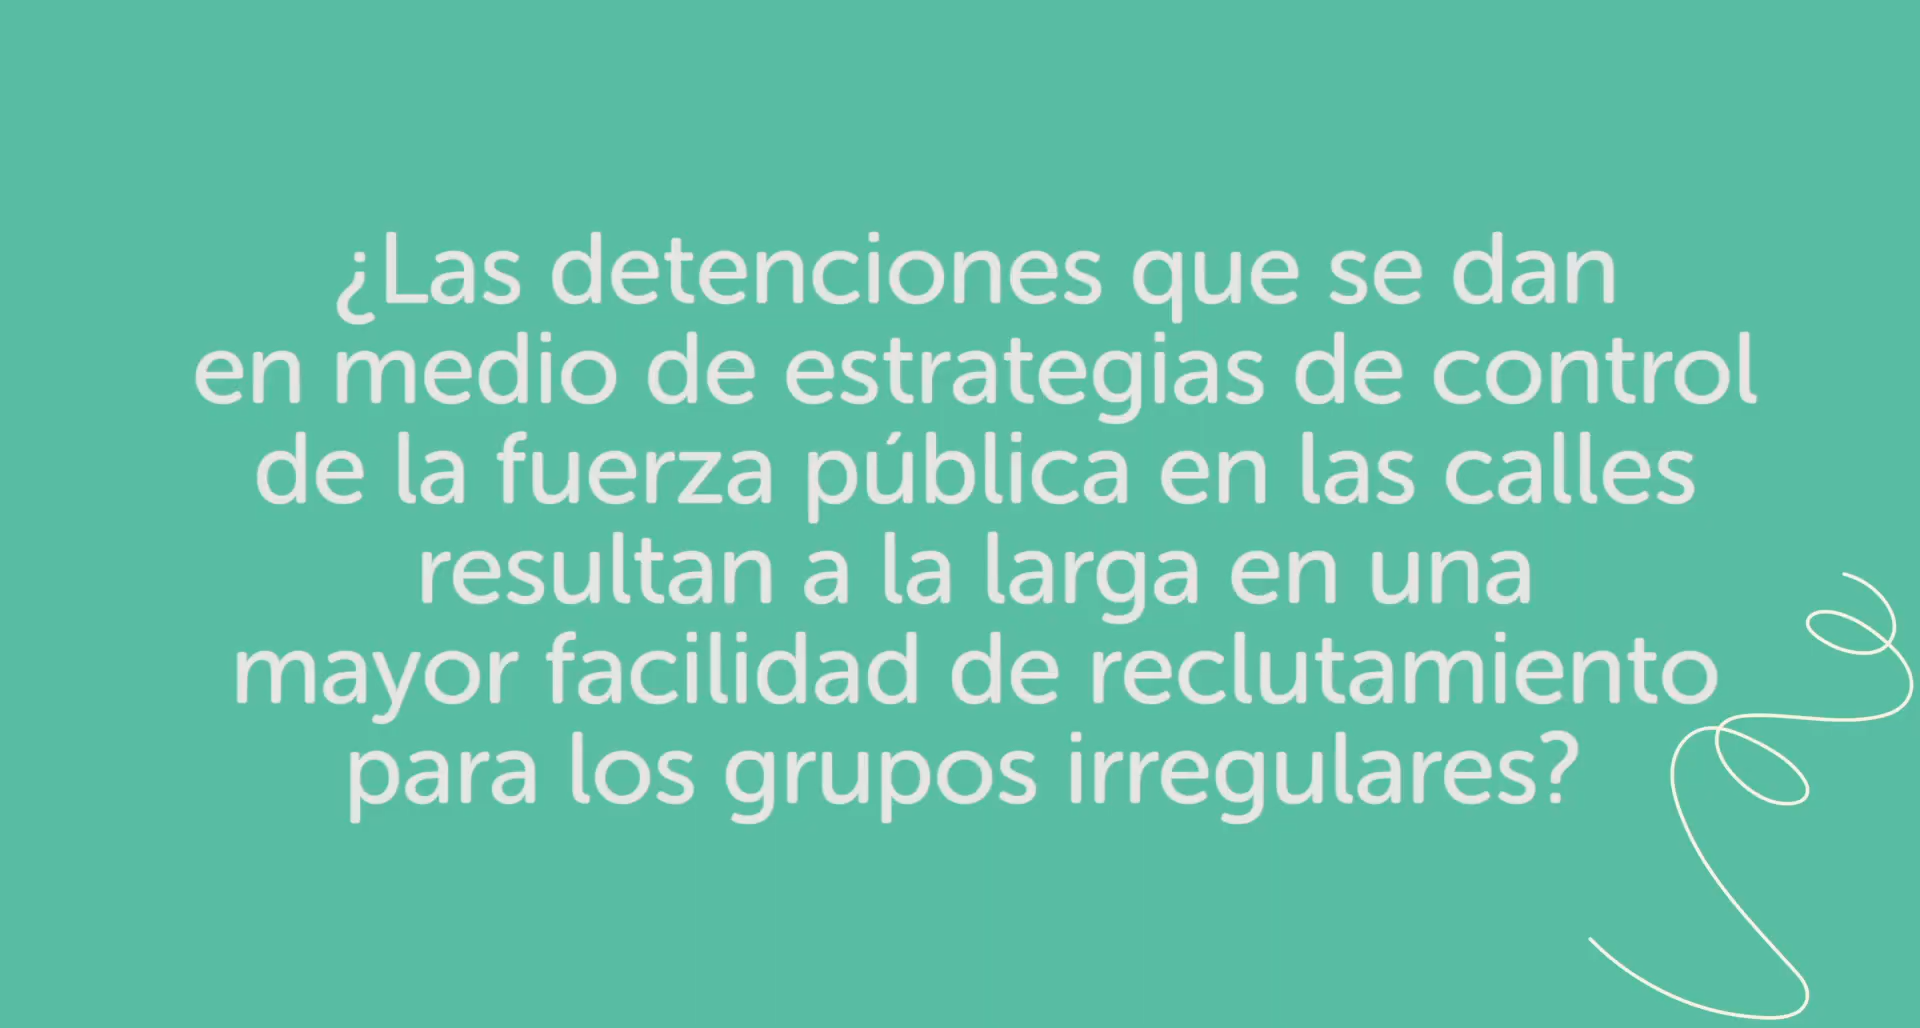 ¿Las detenciones que se dan
en medio de estrategias de control
de la fuerza pública en las calles
resultan a la larga en una
mayor facilidad de reclutamiento
para los grupos irregulares?